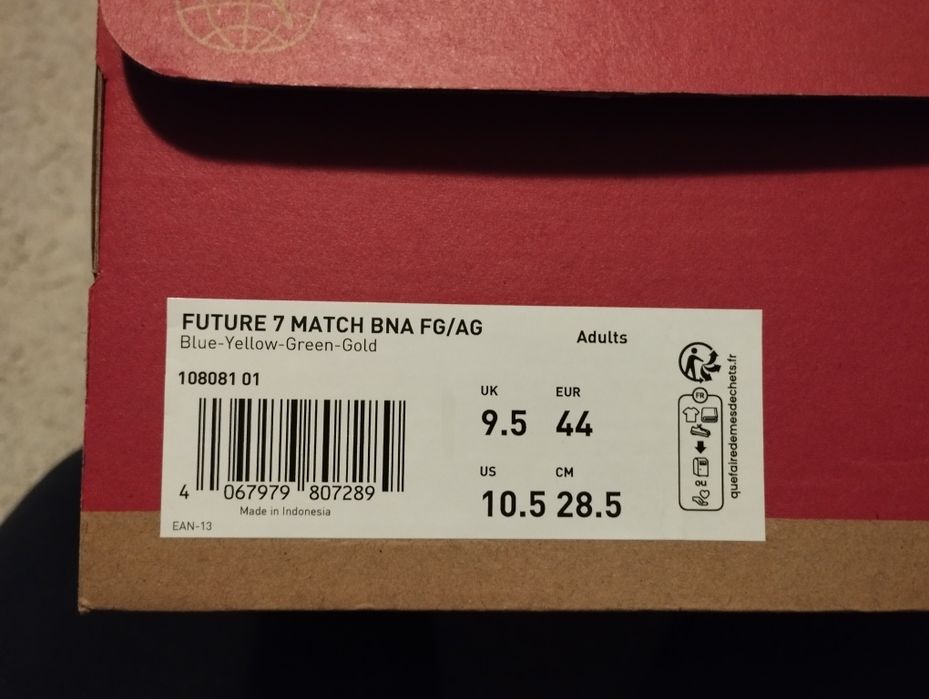 FUTURE 7 MATCH BNA FG/AG
Blue-Yellow-Green-Gold
Adults
108081 01
UK EUR
9.5 44
US CM
10.5 28.5
4 067979 807289
Made in Indonesia
EAN-13
FR
quefairedemesdechets.fr